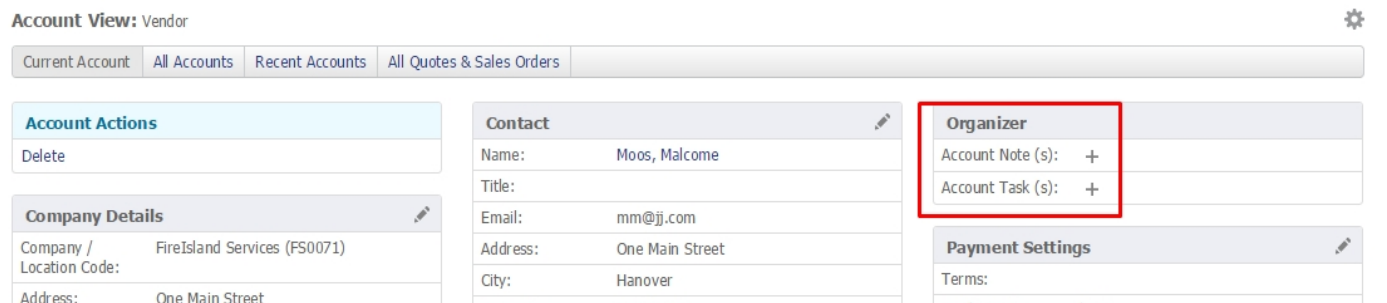 Account View: Vendor
Current Account All Accounts Recent Accounts All Quotes & Sales Orders
Account Actions
Delete
Company Details
Company / Location Code: FireIsland Services (FS0071)
Address: One Main Street
Contact
Name: Moos, Malcome
Title:
Email: mm@jj.com
Address: One Main Street
City: Hanover
Organizer
Account Note (s): +
Account Task (s): +
Payment Settings
Terms: